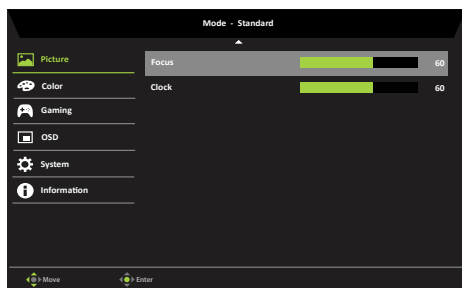 Mode - Standard
Picture
Focus 60
Color
Clock 60
Gaming
OSD
System
Information
Move Enter